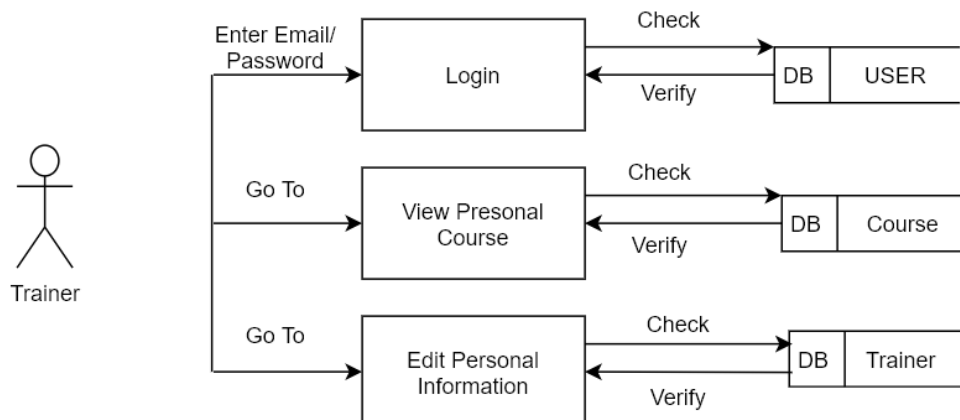 Enter Email/
Password
Login
Check
Verify
DB
USER
Go To
View Presonal
Course
Check
Verify
DB
Course
Trainer
Go To
Edit Personal
Information
Check
Verify
DB
Trainer